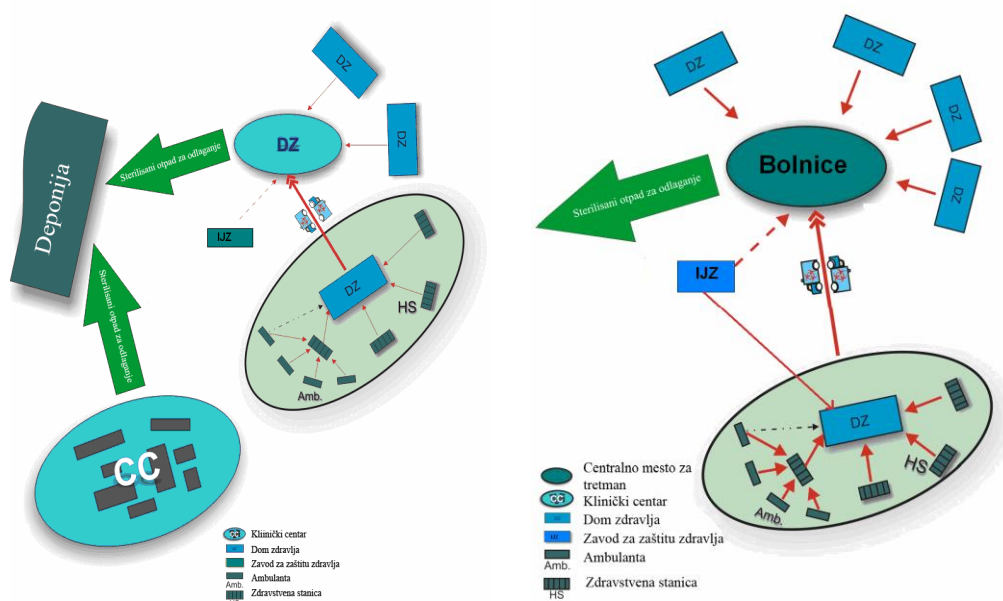 DZ
DZ
DZ
Sterilisani otpad za odlaganje
Deponija
IJZ
Sterilisani otpad za odlaganje
DZ
HS
Amb.
CC
CC
Kliinički centar
Dom zdravlja
Zavod za zaštitu zdravlja
Ambulanta
Amb.
Zdravstvena stanica
DZ
DZ
DZ
Bolnice
DZ
Sterilisani otpad za odlaganje
IJZ
DZ
HS
Amb.
Centralno mesto za
tretman
CC
Klinički centar
Dom zdravlja
IJZ
Zavod za zaštitu zdravlja
Ambulanta
Amb.
Zdravstvena stanica
HS